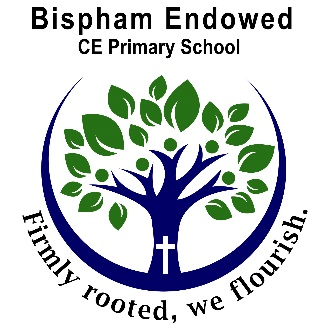 Bispham Endowed
CE Primary School
Firmly rooted, we flourish.